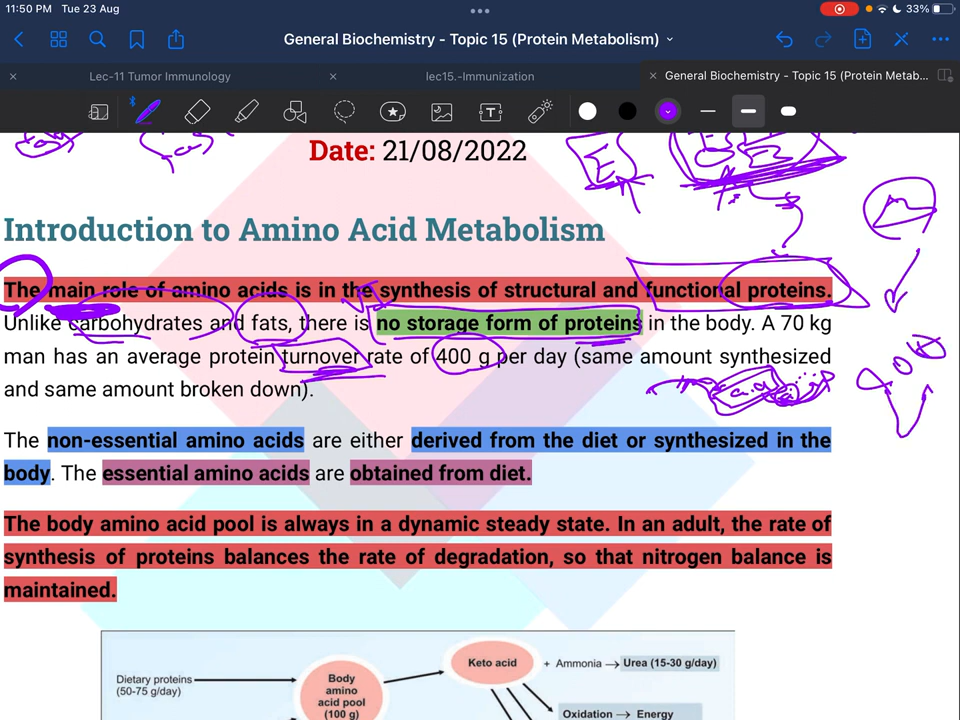 11:50 PM Tue 23 Aug
33%
General Biochemistry - Topic 15 (Protein Metabolism)
Lec-11 Tumor Immunology
lec15.-Immunization
General Biochemistry - Topic 15 (Protein Metab...
Date: 21/08/2022
Introduction to Amino Acid Metabolism
The main role of amino acids is in the synthesis of structural and functional proteins.
Unlike carbohydrates and fats, there is no storage form of proteins in the body. A 70 kg
man has an average protein turnover rate of 400 g per day (same amount synthesized
and same amount broken down).
The non-essential amino acids are either derived from the diet or synthesized in the
body. The essential amino acids are obtained from diet.
The body amino acid pool is always in a dynamic steady state. In an adult, the rate of
synthesis of proteins balances the rate of degradation, so that nitrogen balance is
maintained.
Dietary proteins
(50-75 g/day)
Body
amino
acid pool
(100 g)
Keto acid
+ Ammonia → Urea (15-30 g/day)
Oxidation → Energy